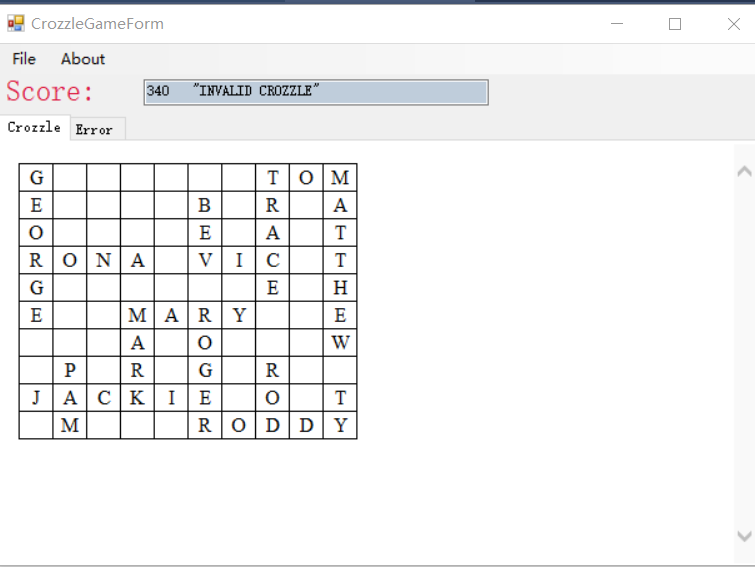 CrozzleGameForm
File About
Score: 340 "INVALID CROZZLE"
Crozzle Error
G T O M
E B R A
O E A T
R O N A V I C T
G E H
E M A R Y E
A O W
P R G R
J A C K I E O T
M R O D D Y